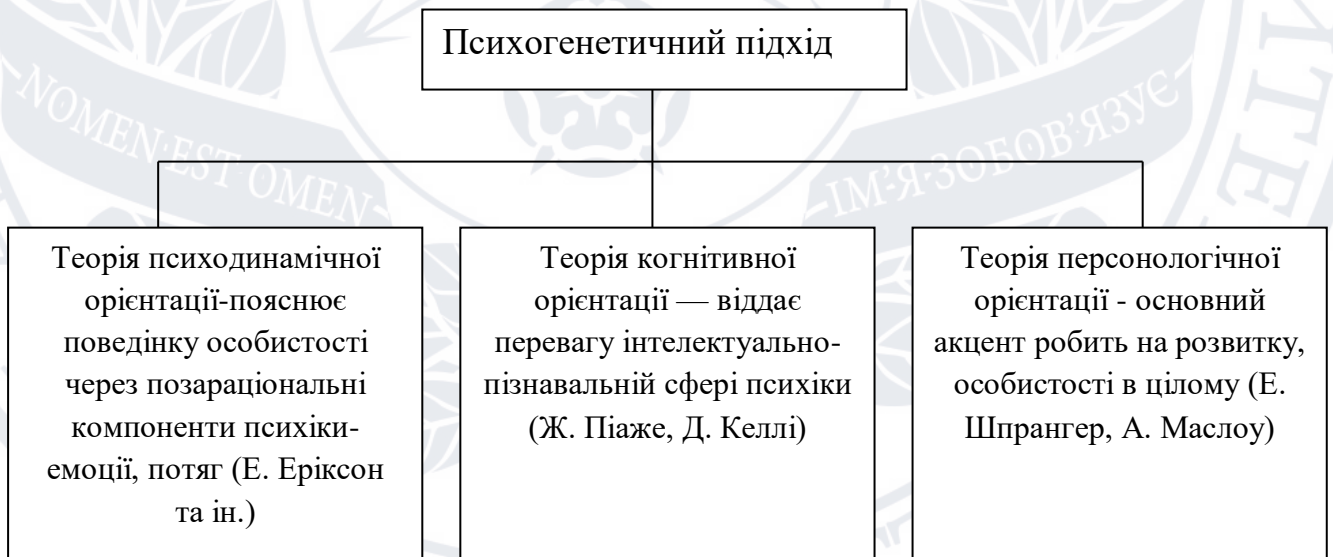 Психогенетичний підхід
NOMEN EST OMEN
ІМ'Я ЗОБОВ'ЯЗУЄ
ІТЕ
Теорія психодинамічної
орієнтації-пояснює
поведінку особистості
через позараціональні
компоненти психіки-
емоції, потяг (Е. Еріксон
та ін.)
Теорія когнітивної
орієнтації — віддає
перевагу інтелектуально-
пізнавальній сфері психіки
(Ж. Піаже, Д. Келлі)
Теорія персонологічної
орієнтації - основний
акцент робить на розвитку,
особистості в цілому (Е.
Шпрангер, А. Маслоу)